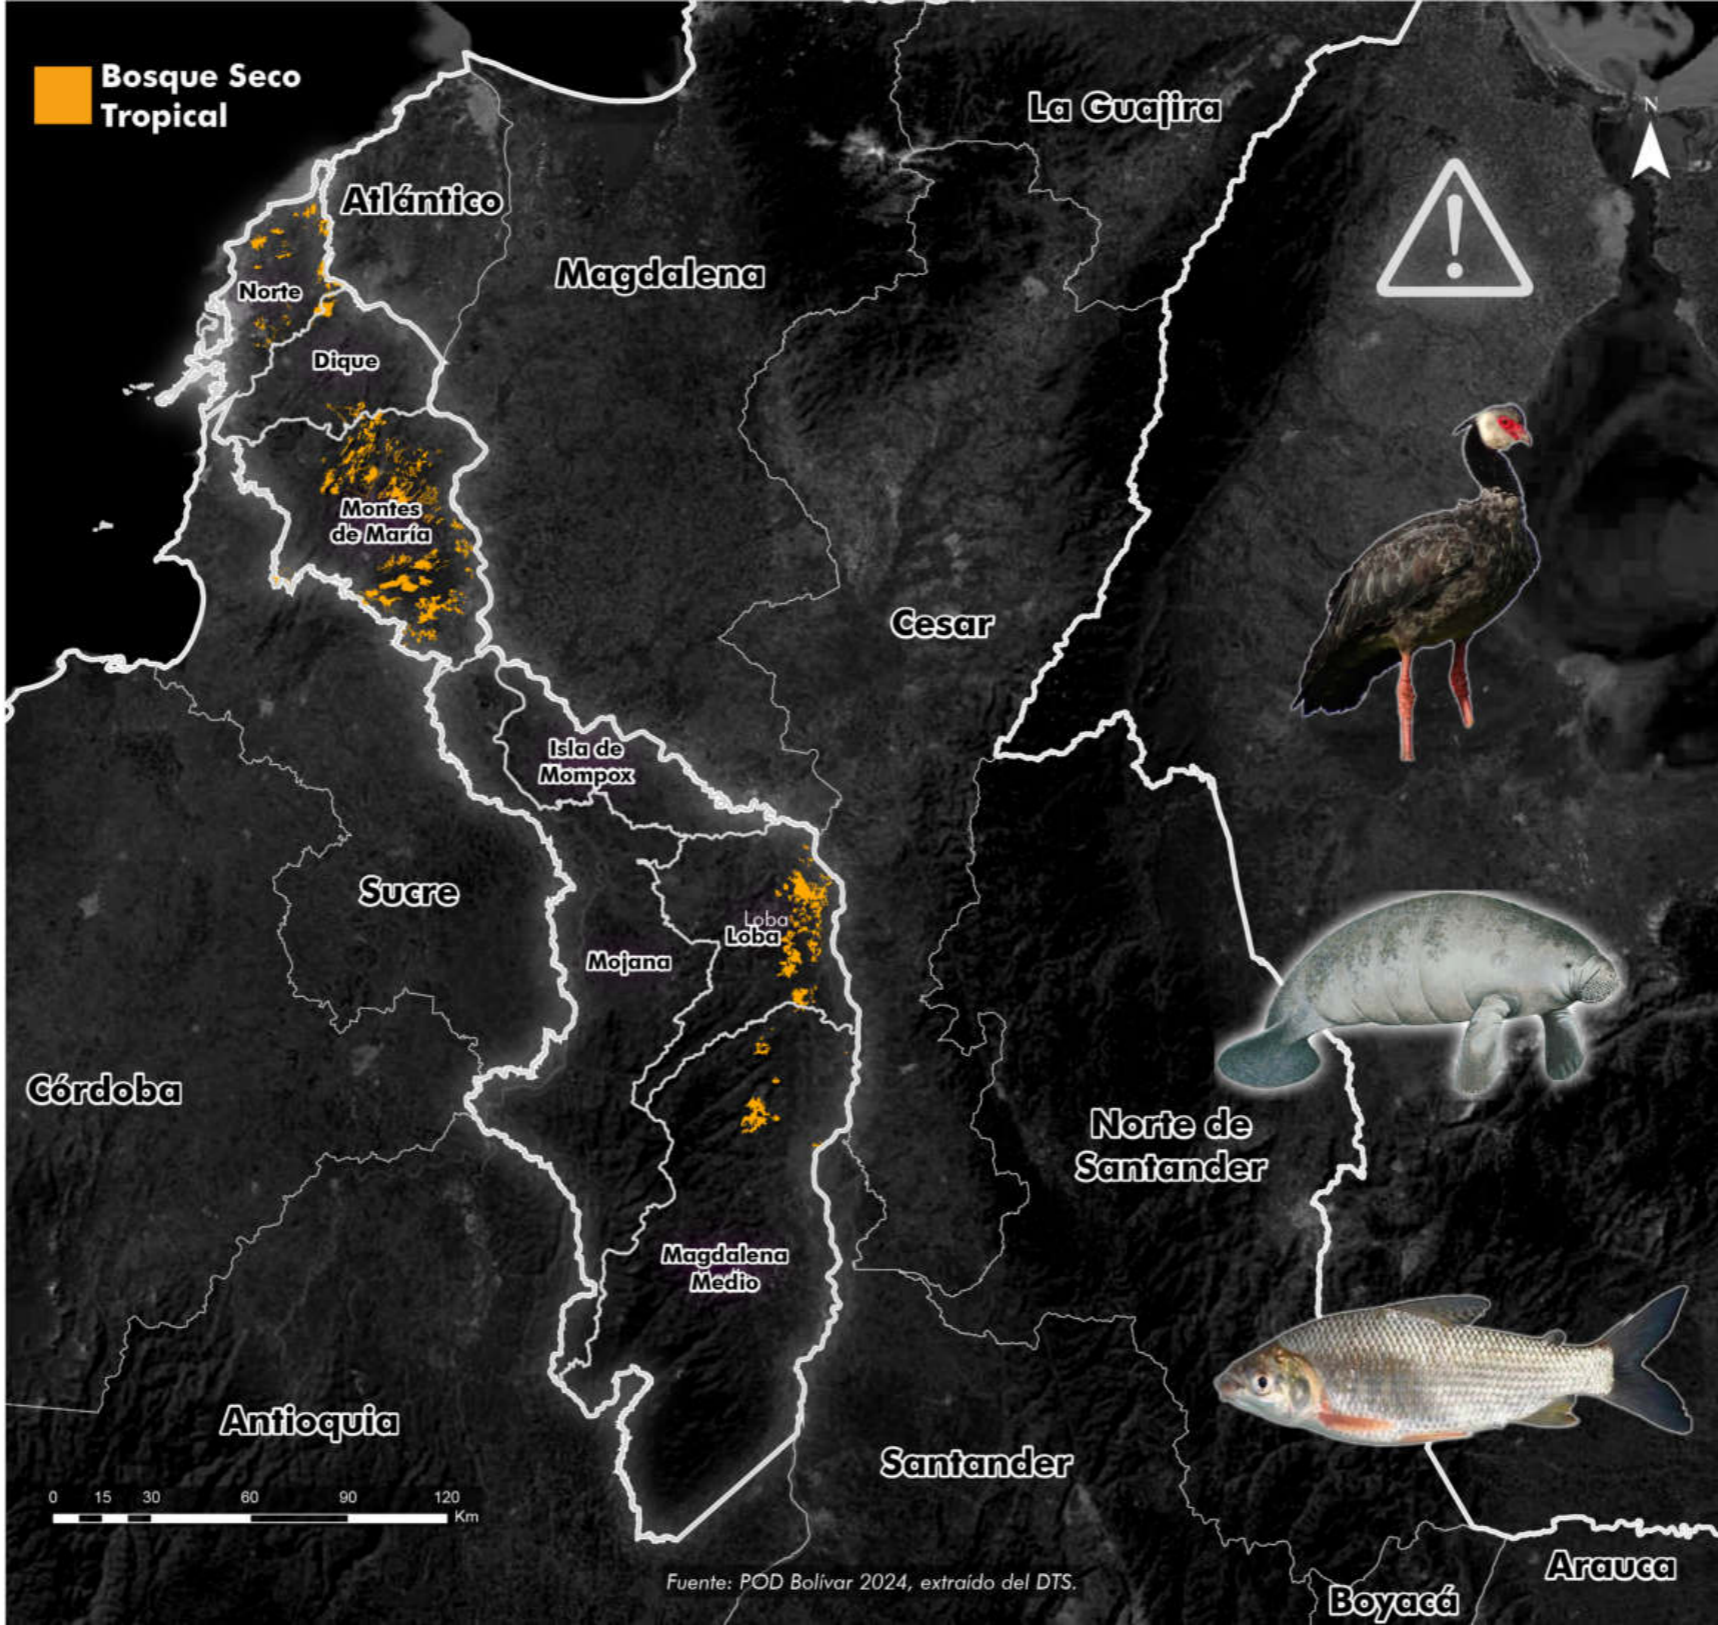 Bosque Seco
Tropical
La Guajira
N
Atlántico
Magdalena
Norte
Dique
Montes
de María
Cesar
Isla de
Mompox
Sucre
Loba
Loba
Mojana
Córdoba
Norte de
Santander
Magdalena
Medio
Antioquia
Santander
0 15 30 60 90 120
Km
Arauca
Fuente: POD Bolívar 2024, extraído del DTS.
Boyacá